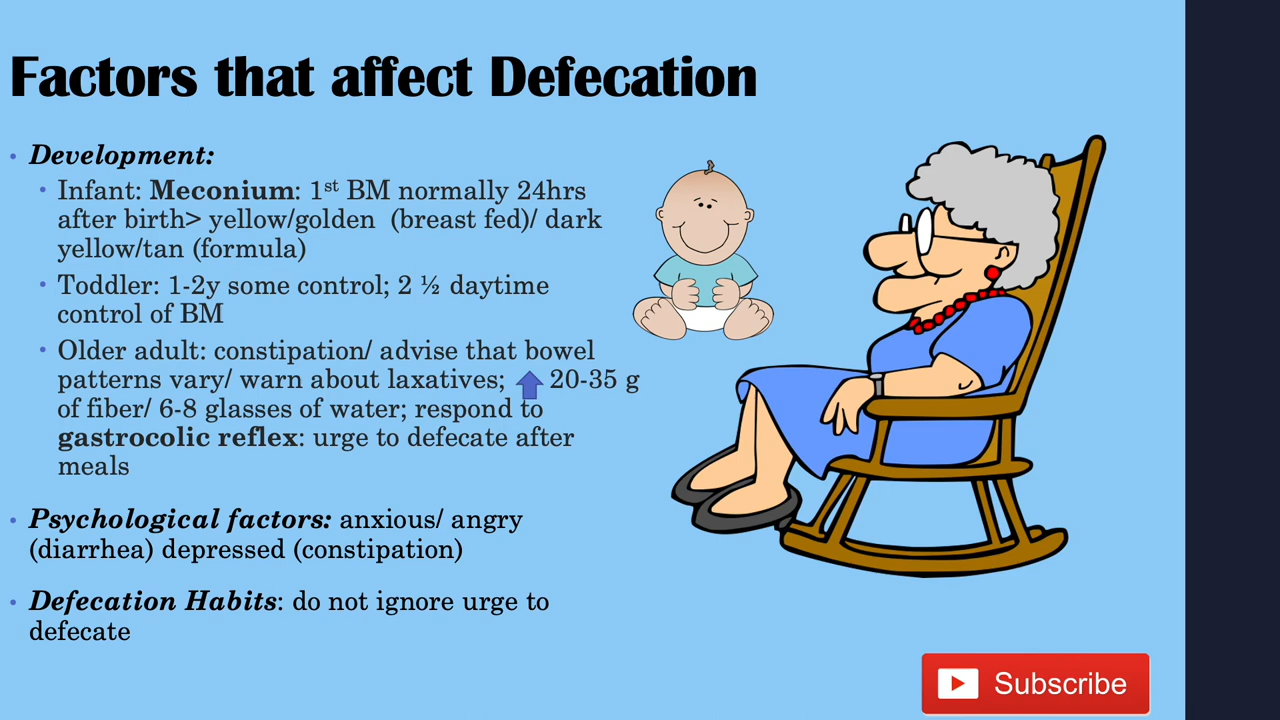 Factors that affect Defecation
• Development:
• Infant: Meconium: 1st BM normally 24hrs
after birth> yellow/golden (breast fed)/ dark
yellow/tan (formula)
• Toddler: 1-2y some control; 2 ½ daytime
control of BM
• Older adult: constipation/ advise that bowel
patterns vary/ warn about laxatives; 20-35 g
of fiber/ 6-8 glasses of water; respond to
gastrocolic reflex: urge to defecate after
meals
• Psychological factors: anxious/ angry
(diarrhea) depressed (constipation)
• Defecation Habits: do not ignore urge to
defecate
Subscribe